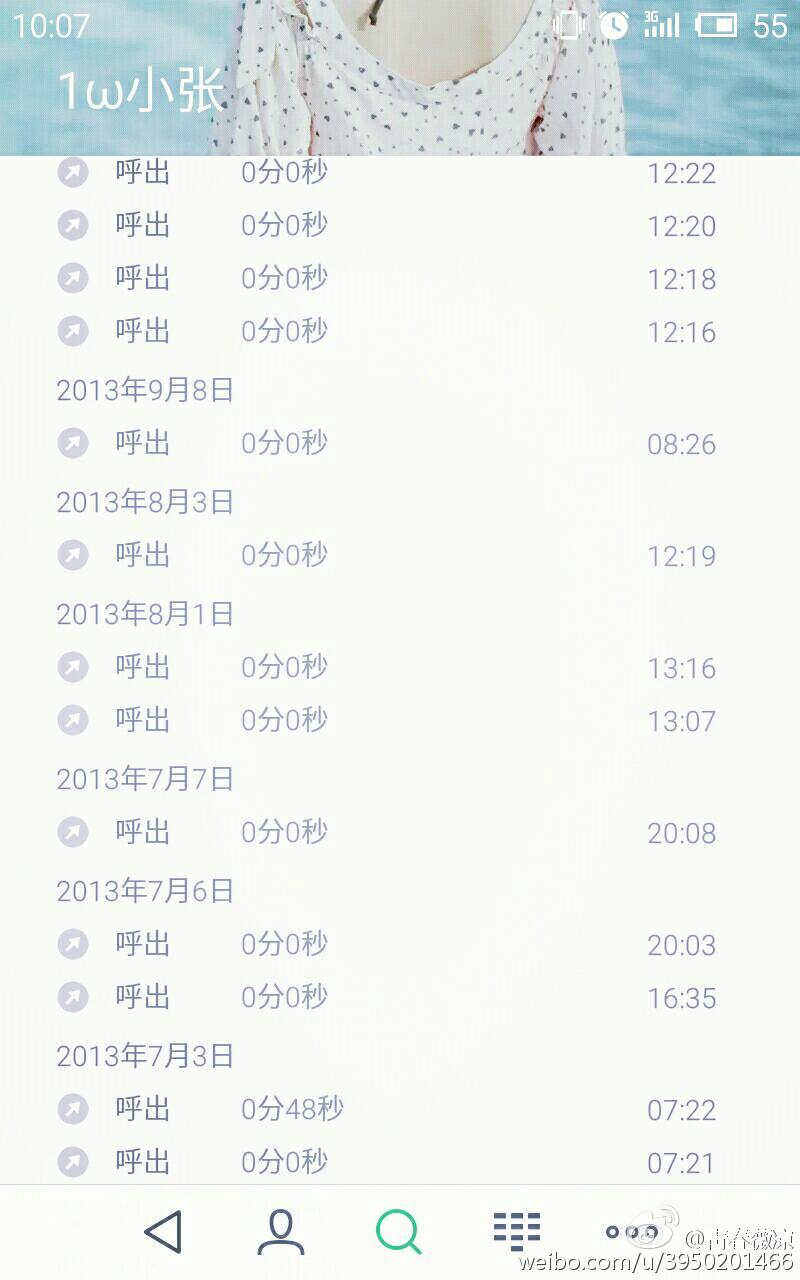 10:07 3G 55
1ω小张
呼出 0分0秒 12:22
呼出 0分0秒 12:20
呼出 0分0秒 12:18
呼出 0分0秒 12:16
2013年9月8日
呼出 0分0秒 08:26
2013年8月3日
呼出 0分0秒 12:19
2013年8月1日
呼出 0分0秒 13:16
呼出 0分0秒 13:07
2013年7月7日
呼出 0分0秒 20:08
2013年7月6日
呼出 0分0秒 20:03
呼出 0分0秒 16:35
2013年7月3日
呼出 0分48秒 07:22
呼出 0分0秒 07:21
@青春微凉
weibo.com/u/3950201466